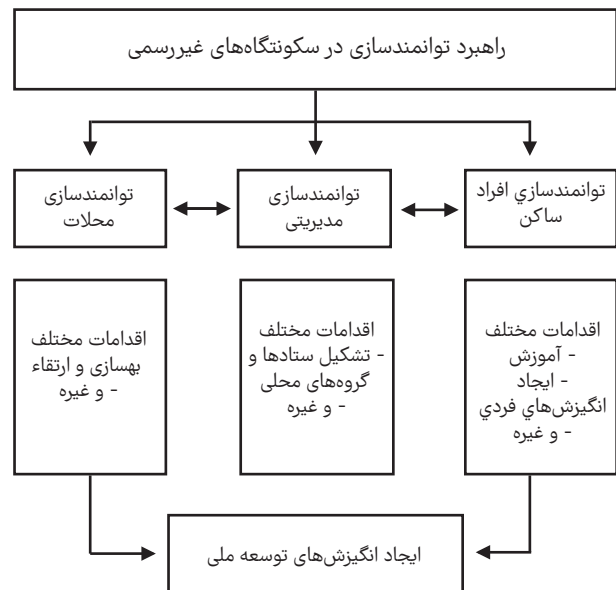 راهبرد توانمندسازی در سکونتگاه‌های غیررسمی
توانمندسازي افراد
ساکن
توانمندسازی
مدیریتی
توانمندسازی
محلات
اقدامات مختلف
- آموزش
- ایجاد
انگیزش‌هاي فردي
- و غیره
اقدامات مختلف
- تشکیل ستادها و
گروه‌های محلی
- و غیره
اقدامات مختلف
بهسازی و ارتقاء
- و غیره
ایجاد انگیزش‌های توسعه ملی